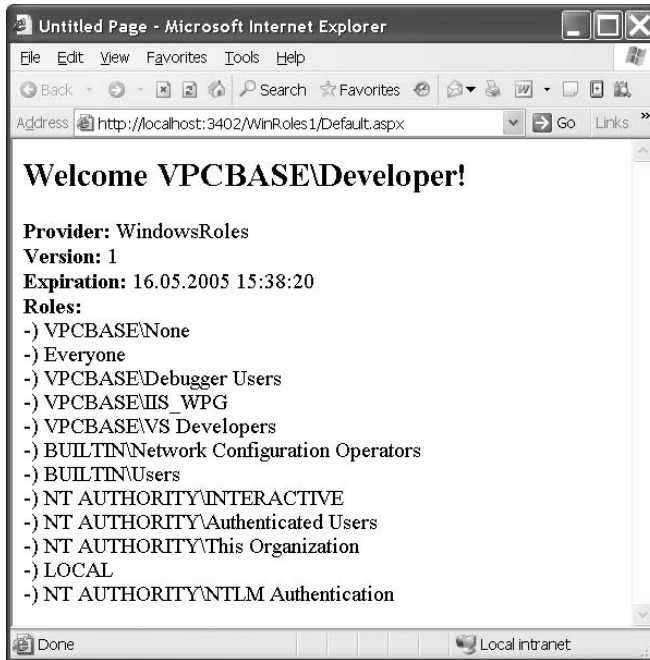 Untitled Page - Microsoft Internet Explorer
File Edit View Favorites Tools Help
Back Search Favorites
Address http://localhost:3402/WinRoles1/Default.aspx Go Links »
Welcome VPCBASE\Developer!
Provider: WindowsRoles
Version: 1
Expiration: 16.05.2005 15:38:20
Roles:
-) VPCBASE\None
-) Everyone
-) VPCBASE\Debugger Users
-) VPCBASE\IIS_WPG
-) VPCBASE\VS Developers
-) BUILTIN\Network Configuration Operators
-) BUILTIN\Users
-) NT AUTHORITY\INTERACTIVE
-) NT AUTHORITY\Authenticated Users
-) NT AUTHORITY\This Organization
-) LOCAL
-) NT AUTHORITY\NTLM Authentication
Done Local intranet